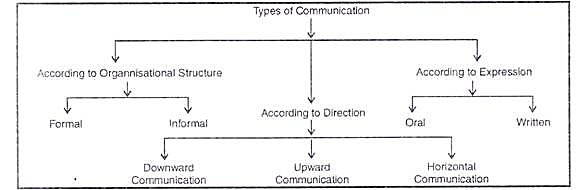 Types of Communication
According to Organnisational Structure
According to Expression
Formal
Informal
According to Direction
Oral
Written
Downward
Communication
Upward
Communication
Horizontal
Communication